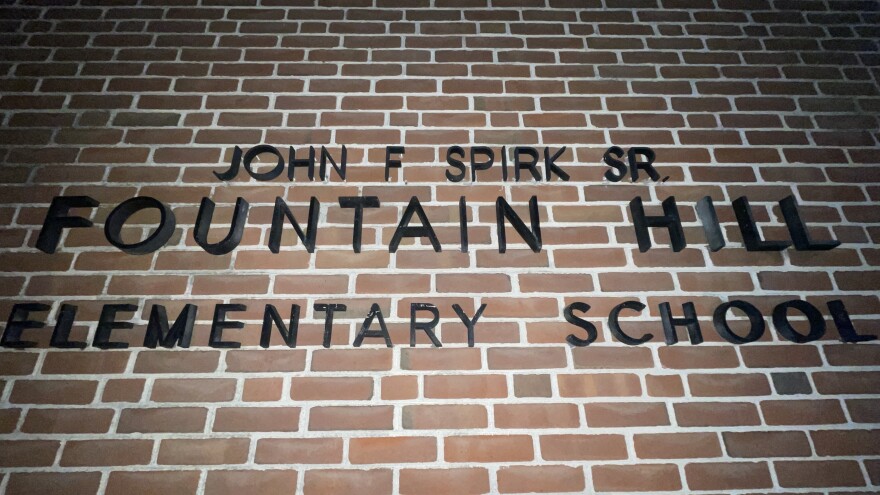 JOHN F SPIRK SR.
FOUNTAIN HILL
ELEMENTARY SCHOOL